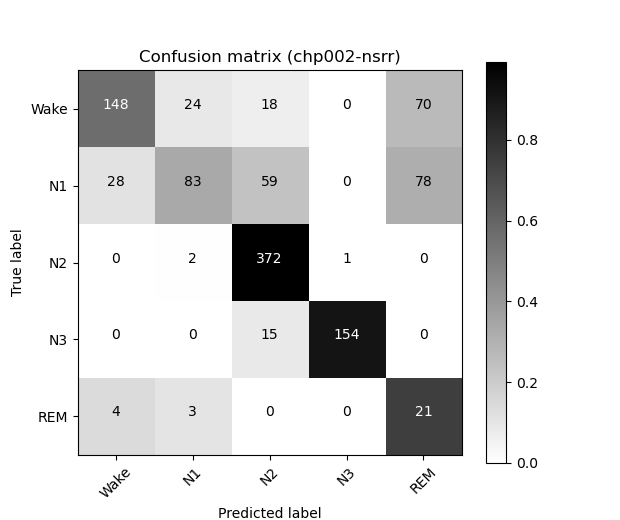 Confusion matrix (chp002-nsrr)
True label
Wake 148 24 18 0 70
N1 28 83 59 0 78
N2 0 2 372 1 0
N3 0 0 15 154 0
REM 4 3 0 0 21
Wake N1 N2 N3 REM
Predicted label
0.8
0.6
0.4
0.2
0.0